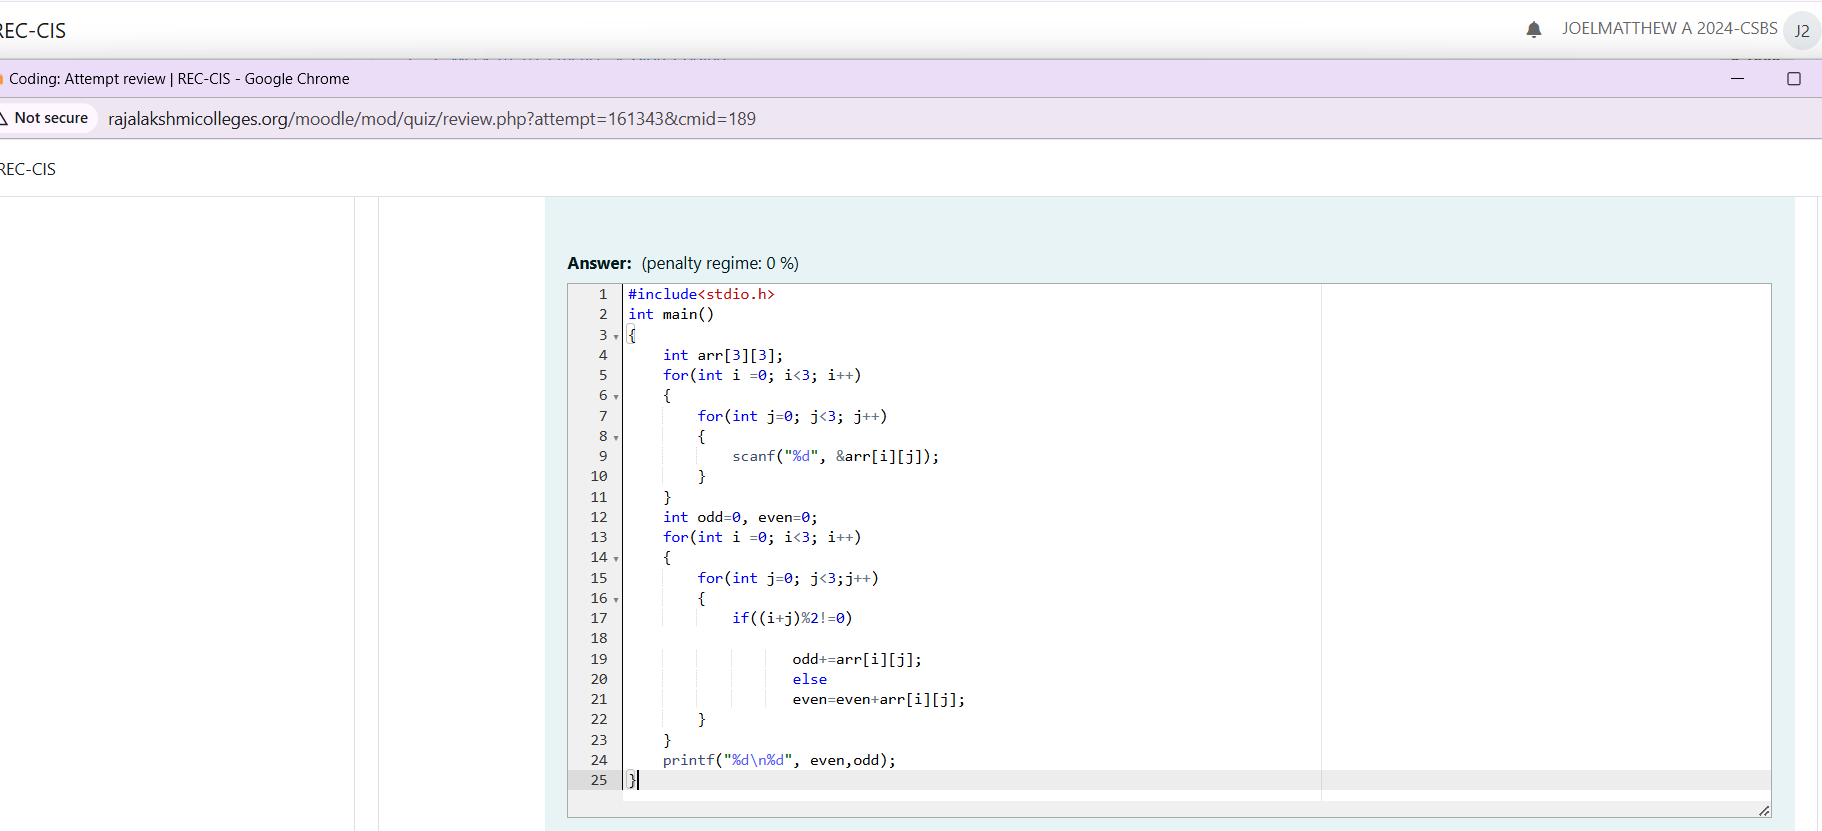 REC-CIS
JOELMATTHEW A 2024-CSBS
J2
Coding: Attempt review | REC-CIS - Google Chrome
Not secure
rajalakshmicolleges.org/moodle/mod/quiz/review.php?attempt=161343&cmid=189
REC-CIS
Answer: (penalty regime: 0 %)
1 #include<stdio.h>
2 int main()
3 {
4     int arr[3][3];
5     for(int i =0; i<3; i++)
6     {
7         for(int j=0; j<3; j++)
8         {
9             scanf("%d", &arr[i][j]);
10         }
11     }
12     int odd=0, even=0;
13     for(int i =0; i<3; i++)
14     {
15         for(int j=0; j<3;j++)
16         {
17             if((i+j)%2!=0)
18
19                    odd+=arr[i][j];
20                    else
21                    even=even+arr[i][j];
22         }
23     }
24     printf("%d\n%d", even,odd);
25 }